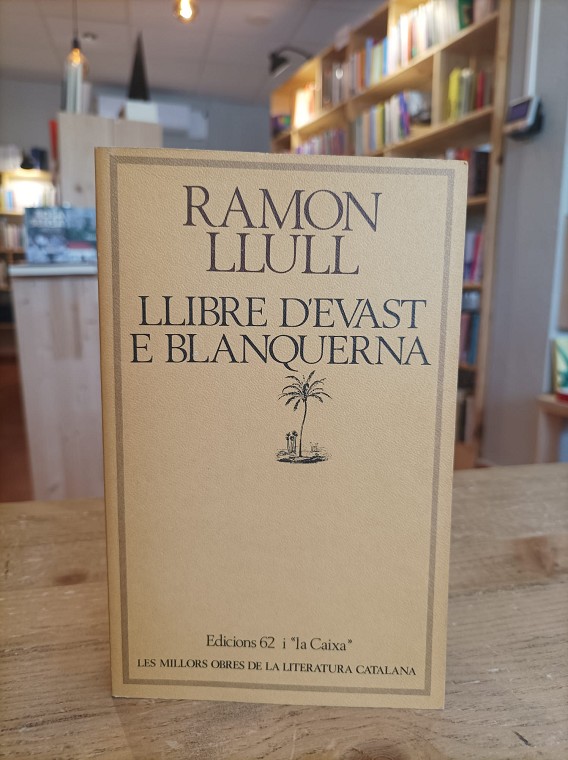 RAMON
LLULL
LLIBRE D'EVAST
E BLANQUERNA
Edicions 62 i "la Caixa"
LES MILLORS OBRES DE LA LITERATURA CATALANA